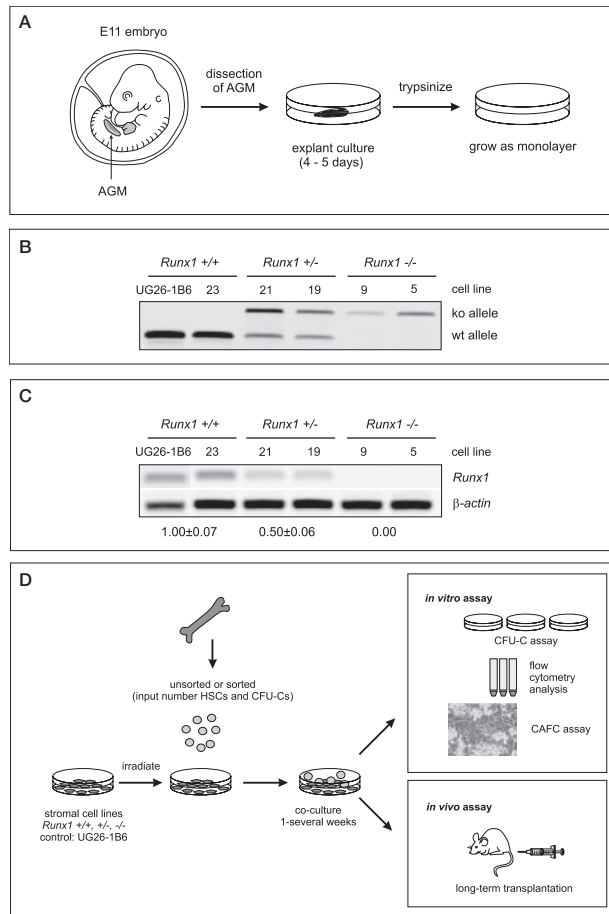 A
E11 embryo
dissection
of AGM
trypsinize
explant culture
(4 - 5 days)
grow as monolayer
AGM
B
Runx1 +/+ Runx1 +/- Runx1 -/-
UG26-1B6 23 21 19 9 5 cell line
ko allele
wt allele
C
Runx1 +/+ Runx1 +/- Runx1 -/-
UG26-1B6 23 21 19 9 5 cell line
Runx1
β-actin
1.00±0.07 0.50±0.06 0.00
D
unsorted or sorted
(input number HSCs and CFU-Cs)
irradiate
stromal cell lines
Runx1 +/+, +/-, -/-
control: UG26-1B6
co-culture
1-several weeks
in vitro assay
CFU-C assay
flow
cytometry
analysis
CAFC assay
in vivo assay
long-term transplantation